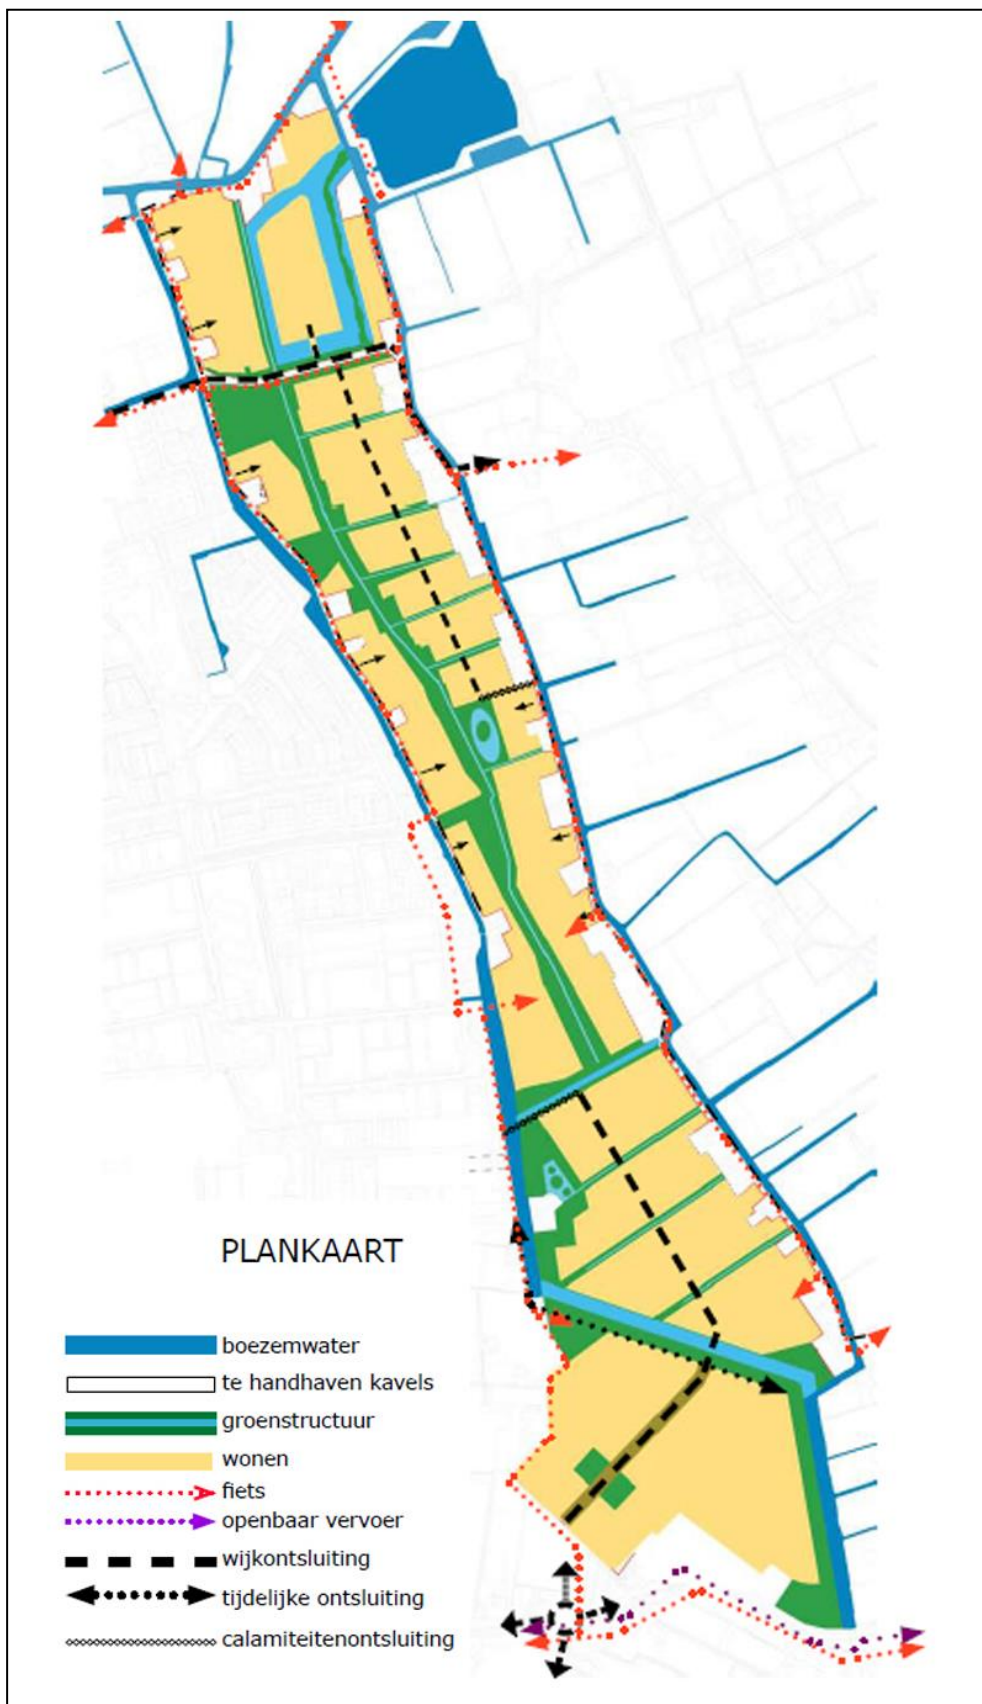 PLANKAART
boezemwater
te handhaven kavels
groenstructuur
wonen
fiets
openbaar vervoer
wijkontsluiting
tijdelijke ontsluiting
calamiteitenontsluiting